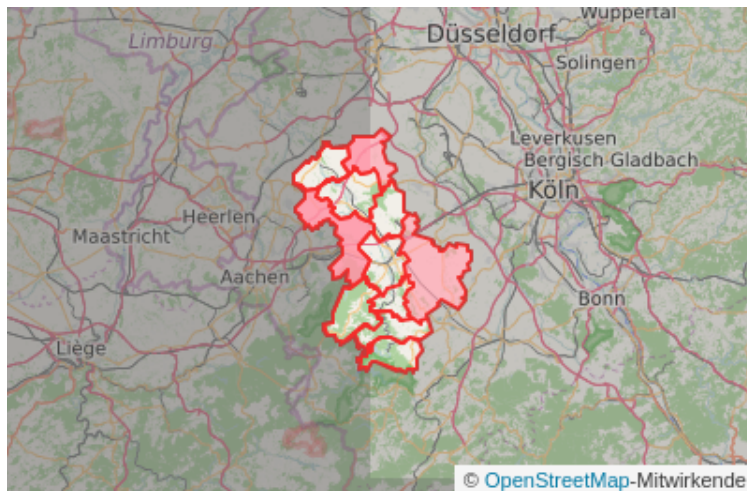 Wuppertal
Limburg
Düsseldorf
Solingen
Leverkusen
Bergisch Gladbach
Köln
Heerlen
Maastricht
Aachen
Bonn
Liège
© OpenStreetMap-Mitwirkende